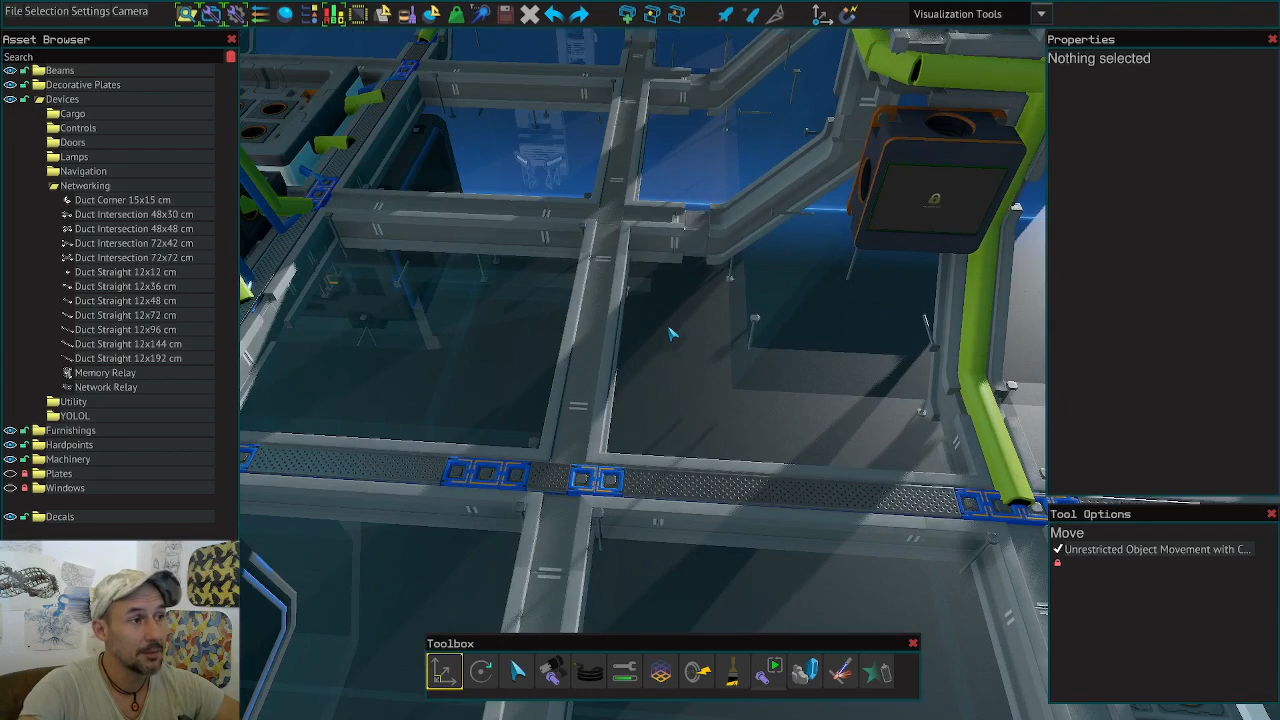 File Selection Settings Camera
Visualization Tools
Asset Browser
Search
Beams
Decorative Plates
Devices
Cargo
Controls
Doors
Lamps
Navigation
Networking
Duct Corner 15x15 cm
Duct Intersection 48x30 cm
Duct Intersection 48x48 cm
Duct Intersection 72x42 cm
Duct Intersection 72x72 cm
Duct Straight 12x12 cm
Duct Straight 12x36 cm
Duct Straight 12x48 cm
Duct Straight 12x72 cm
Duct Straight 12x96 cm
Duct Straight 12x144 cm
Duct Straight 12x192 cm
Memory Relay
Network Relay
Utility
YOLOL
Furnishings
Hardpoints
Machinery
Plates
Windows
Decals
Properties
Nothing selected
Tool Options
Move
Unrestricted Object Movement with C...
Toolbox